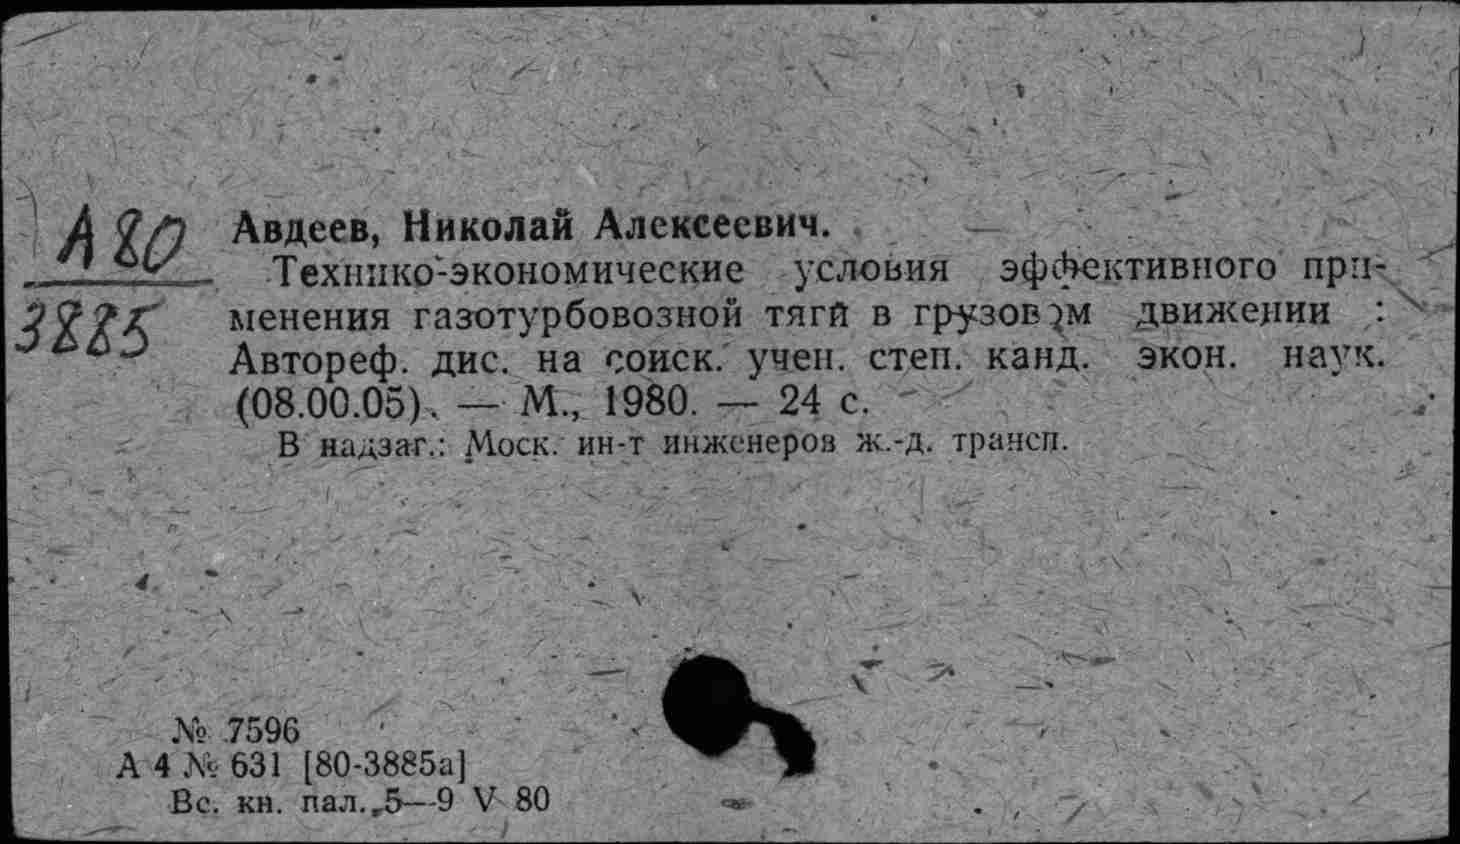 А80
3885
Авдеев, Николай Алексеевич.
Технико-экономические условия эффективного при-
менения газотурбовозной тяги в грузовом движении :
Автореф. дис. на соиск. учен. степ. канд. экон. наук.
(08.00.05). — М., 1980. — 24 с.
В надзаг.: Моск. ин-т инженеров ж.-д. трансп.
№ 7596
А 4 № 631 [80-3885а]
Вс. кн. пал. 5—9 V 80